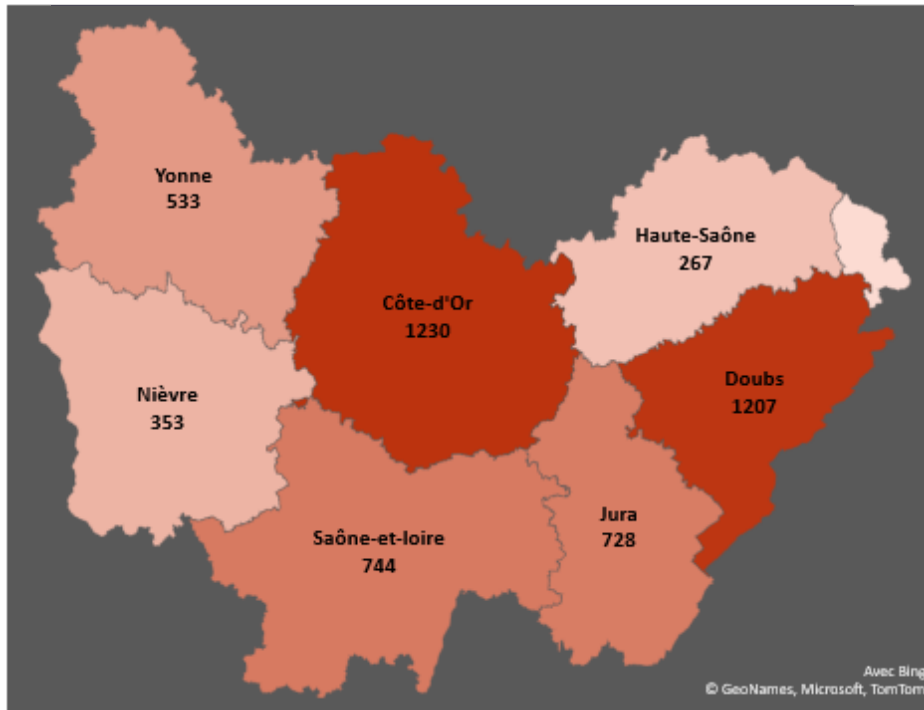 Yonne
533
Haute-Saône
267
Côte-d'Or
1230
Doubs
1207
Nièvre
353
Jura
728
Saône-et-loire
744
Avec Bing
© GeoNames, Microsoft, TomTom